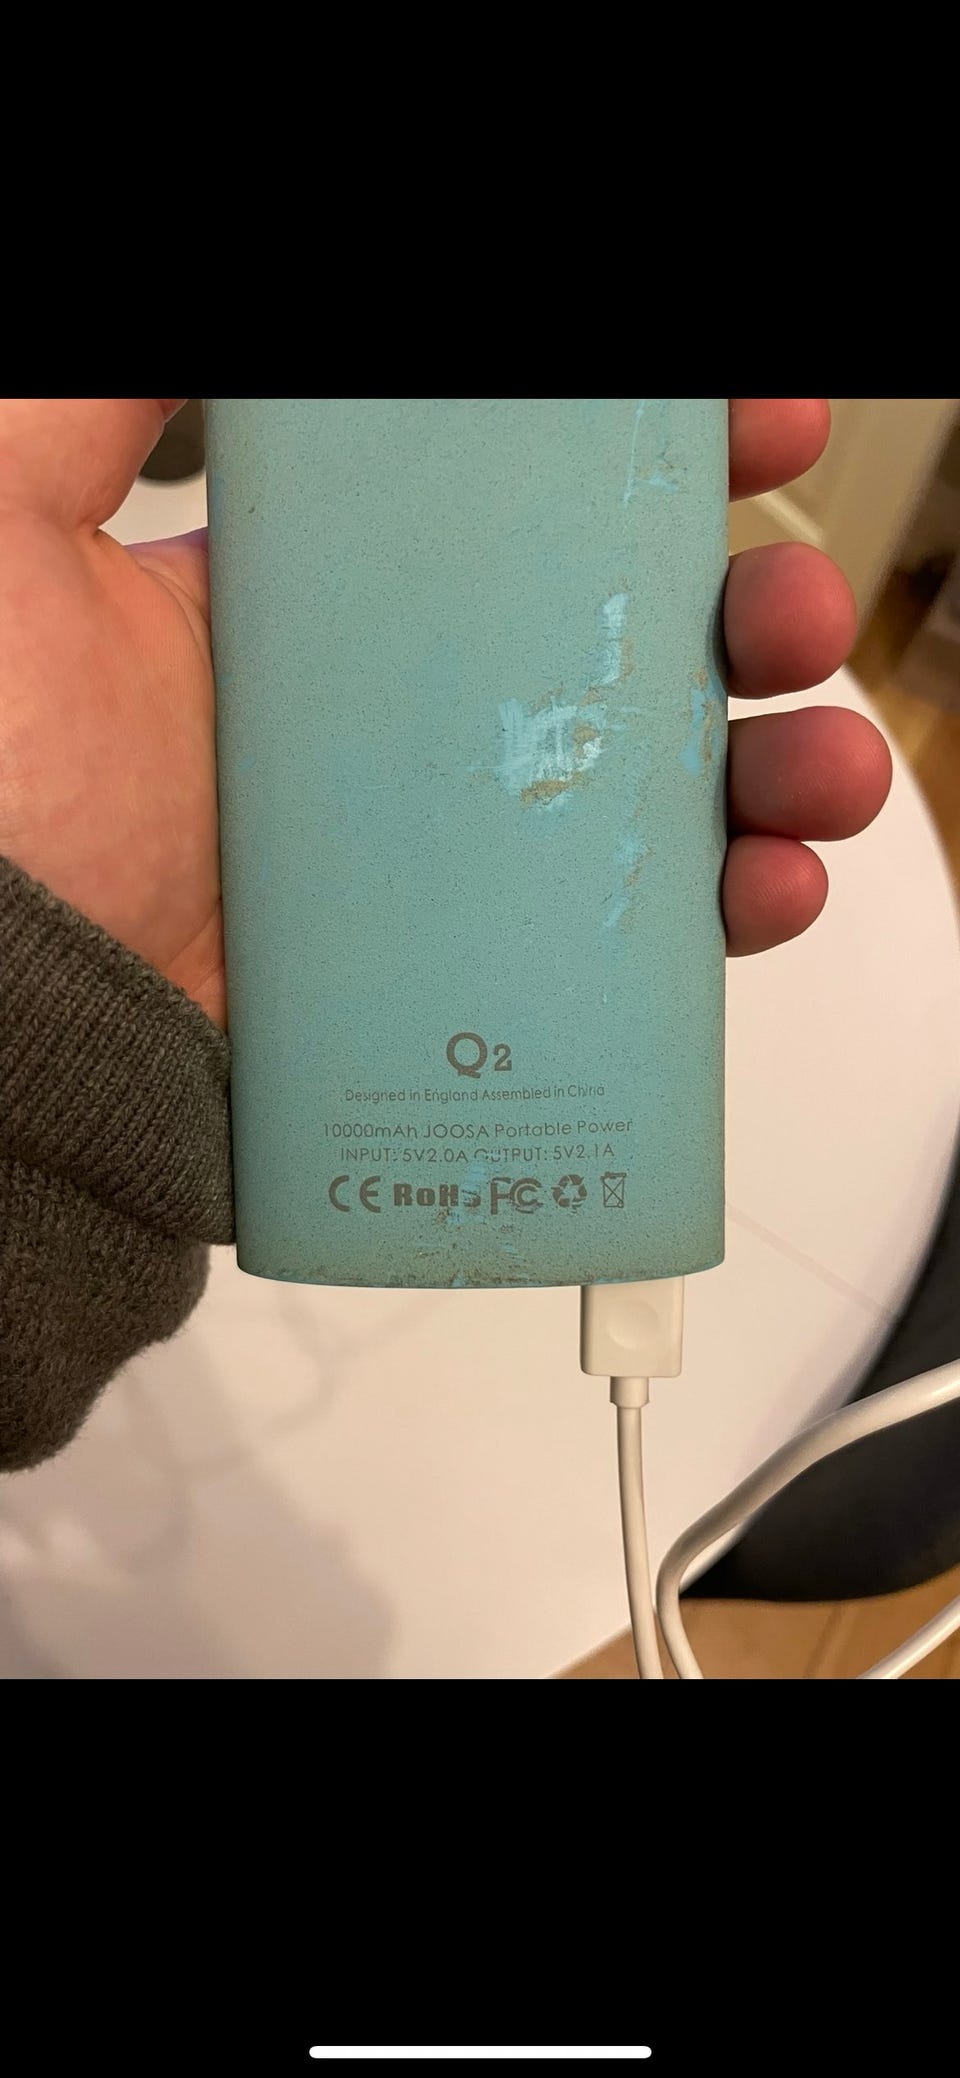 Q2
Designed in England Assembled in China
10000mAh JOOSA Portable Power
INPUT: 5V2.0A OUTPUT: 5V2.1A
CE RoHS FC